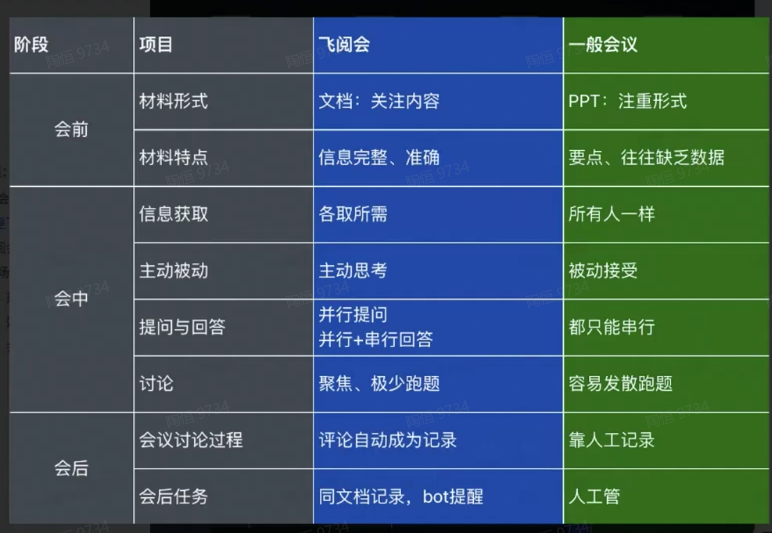 阶段 项目 飞阅会 一般会议
会前
材料形式 文档：关注内容 PPT：注重形式
材料特点 信息完整、准确 要点、往往缺乏数据
会中
信息获取 各取所需 所有人一样
主动被动 主动思考 被动接受
提问与回答 并行提问 都只能串行
并行+串行回答
讨论 聚焦、极少跑题 容易发散跑题
会后
会议讨论过程 评论自动成为记录 靠人工记录
会后任务 同文档记录，bot提醒 人工管